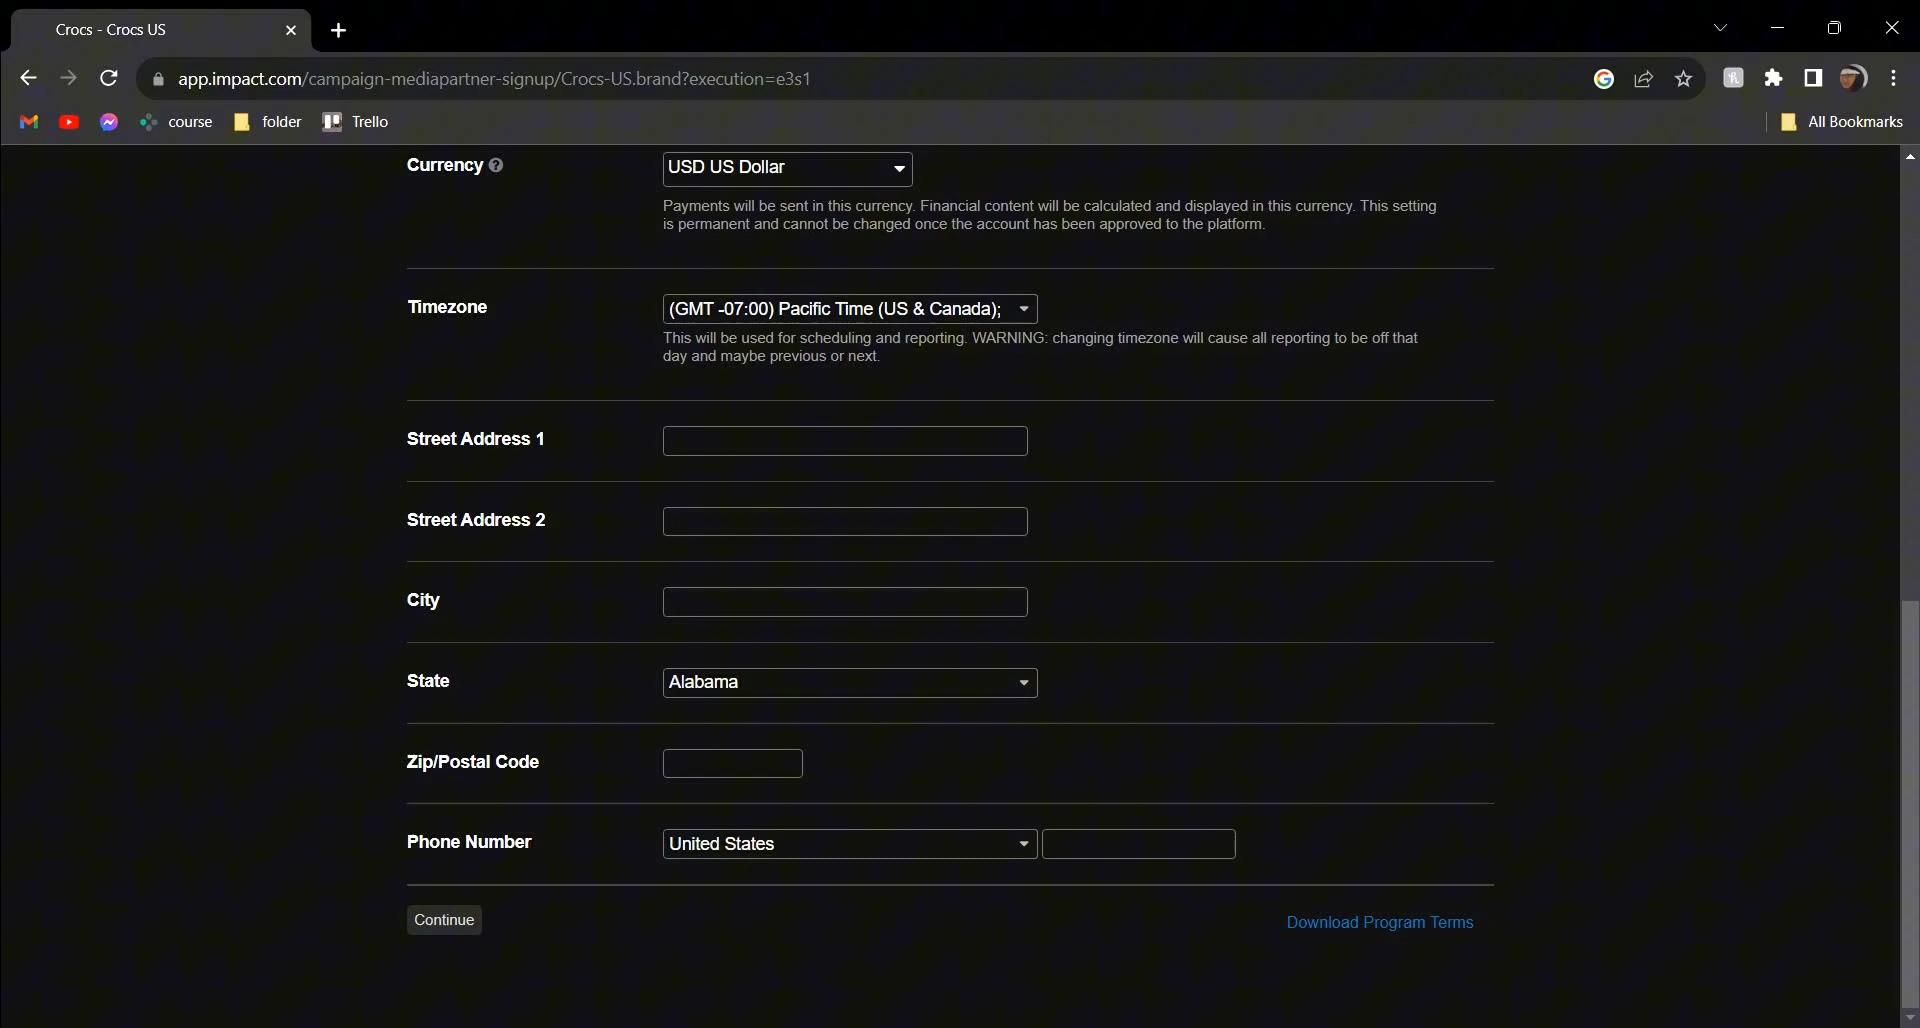 Crocs - Crocs US
app.impact.com/campaign-mediapartner-signup/Crocs-US.brand?execution=e3s1
course folder Trello All Bookmarks
Currency ?
USD US Dollar
Payments will be sent in this currency. Financial content will be calculated and displayed in this currency. This setting
is permanent and cannot be changed once the account has been approved to the platform.
Timezone
(GMT -07:00) Pacific Time (US & Canada);
This will be used for scheduling and reporting. WARNING: changing timezone will cause all reporting to be off that
day and maybe previous or next.
Street Address 1
Street Address 2
City
State
Alabama
Zip/Postal Code
Phone Number
United States
Continue
Download Program Terms